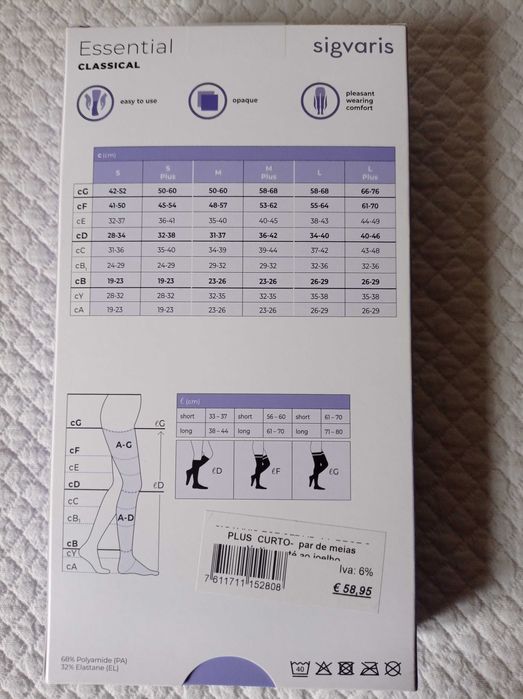 Essential
CLASSICAL
sigvaris
easy to use
opaque
pleasant
wearing
comfort
c (cm)
S S Plus M M Plus L L Plus
cG 42-52 50-60 50-60 58-68 58-68 66-76
cF 41-50 45-54 48-57 53-62 55-64 61-70
cE 32-37 36-41 35-40 40-45 38-43 44-49
cD 28-34 32-38 31-37 36-42 34-40 40-46
cC 31-36 35-40 34-39 39-44 37-42 43-48
cB₁ 24-29 24-29 29-32 29-32 32-36 32-36
cB 19-23 19-23 23-26 23-26 26-29 26-29
cY 28-32 28-32 32-35 32-35 35-38 35-38
cA 19-23 19-23 23-26 23-26 26-29 26-29
cG
cF
cE
cD
cC
cB₁
cB
cY
cA
A-G
A-D
ℓG
ℓD
ℓ (cm)
short 33 – 37 short 56 – 60 short 61 – 70
long 38 – 44 long 61 – 70 long 71 – 80
ℓD ℓF ℓG
PLUS CURTO- par de meias
ao joelho
Iva: 6%
€ 58,95
7 611711 152808
68% Polyamide (PA)
32% Elastane (EL)
40